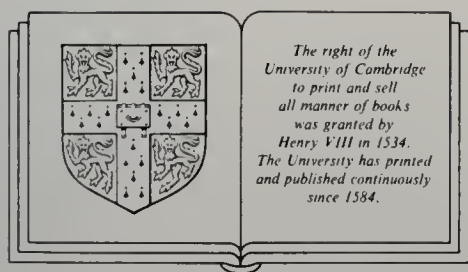 The right of the
University of Cambridge
to print and sell
all manner of books
was granted by
Henry VIII in 1534.
The University has printed
and published continuously
since 1584.